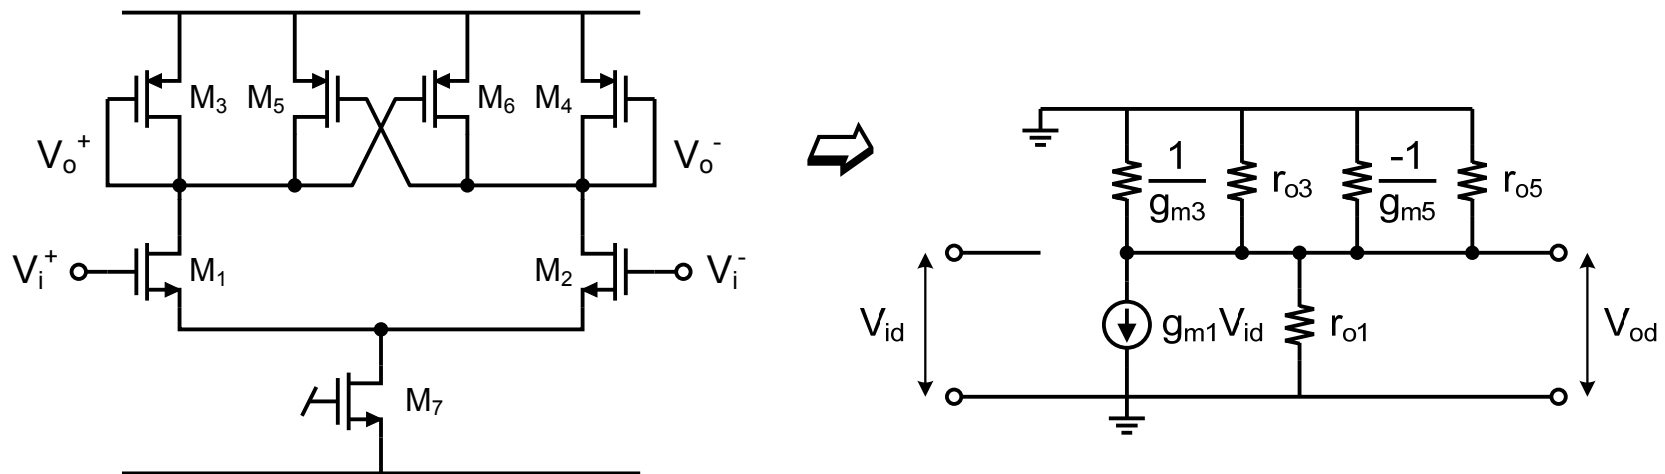 M3 M5 M6 M4
Vo+ Vo-
Vi+ M1 M2 Vi-
M7
1
gm3
ro3
-1
gm5
ro5
Vid
gm1Vid
ro1
Vod